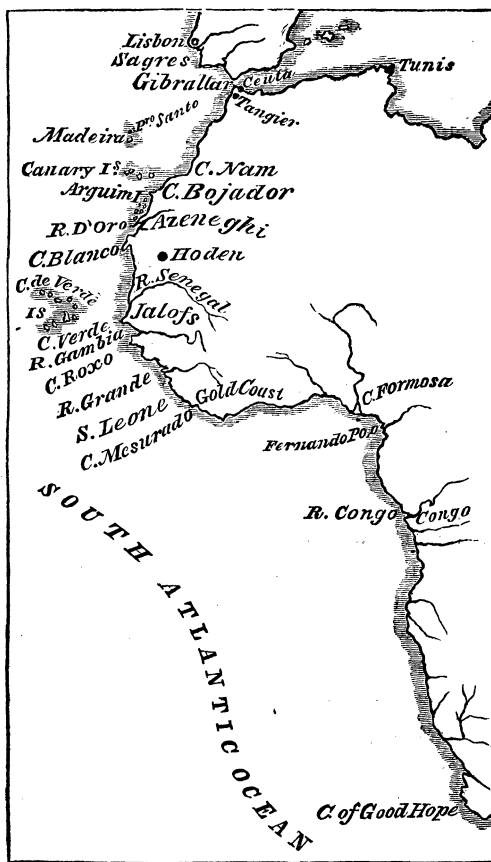 Lisbon
Sagres
Gibraltar
Ceuta
Tunis
Tangier
Pto Santo
Madeira
Canary Is.
C. Nam
Arguim I.
C. Bojador
R. D'Oro
Azeneghi
C. Blanco
Hoden
C. de Verde
Is
R. Senegal
Jalofs
C. Verde
R. Gambia
C. Roxo
R. Grande
S. Leone
C. Mesurado
Gold Coast
C. Formosa
Fernando Pop
R. Congo
Congo
SOUTH ATLANTIC OCEAN
C. of Good Hope